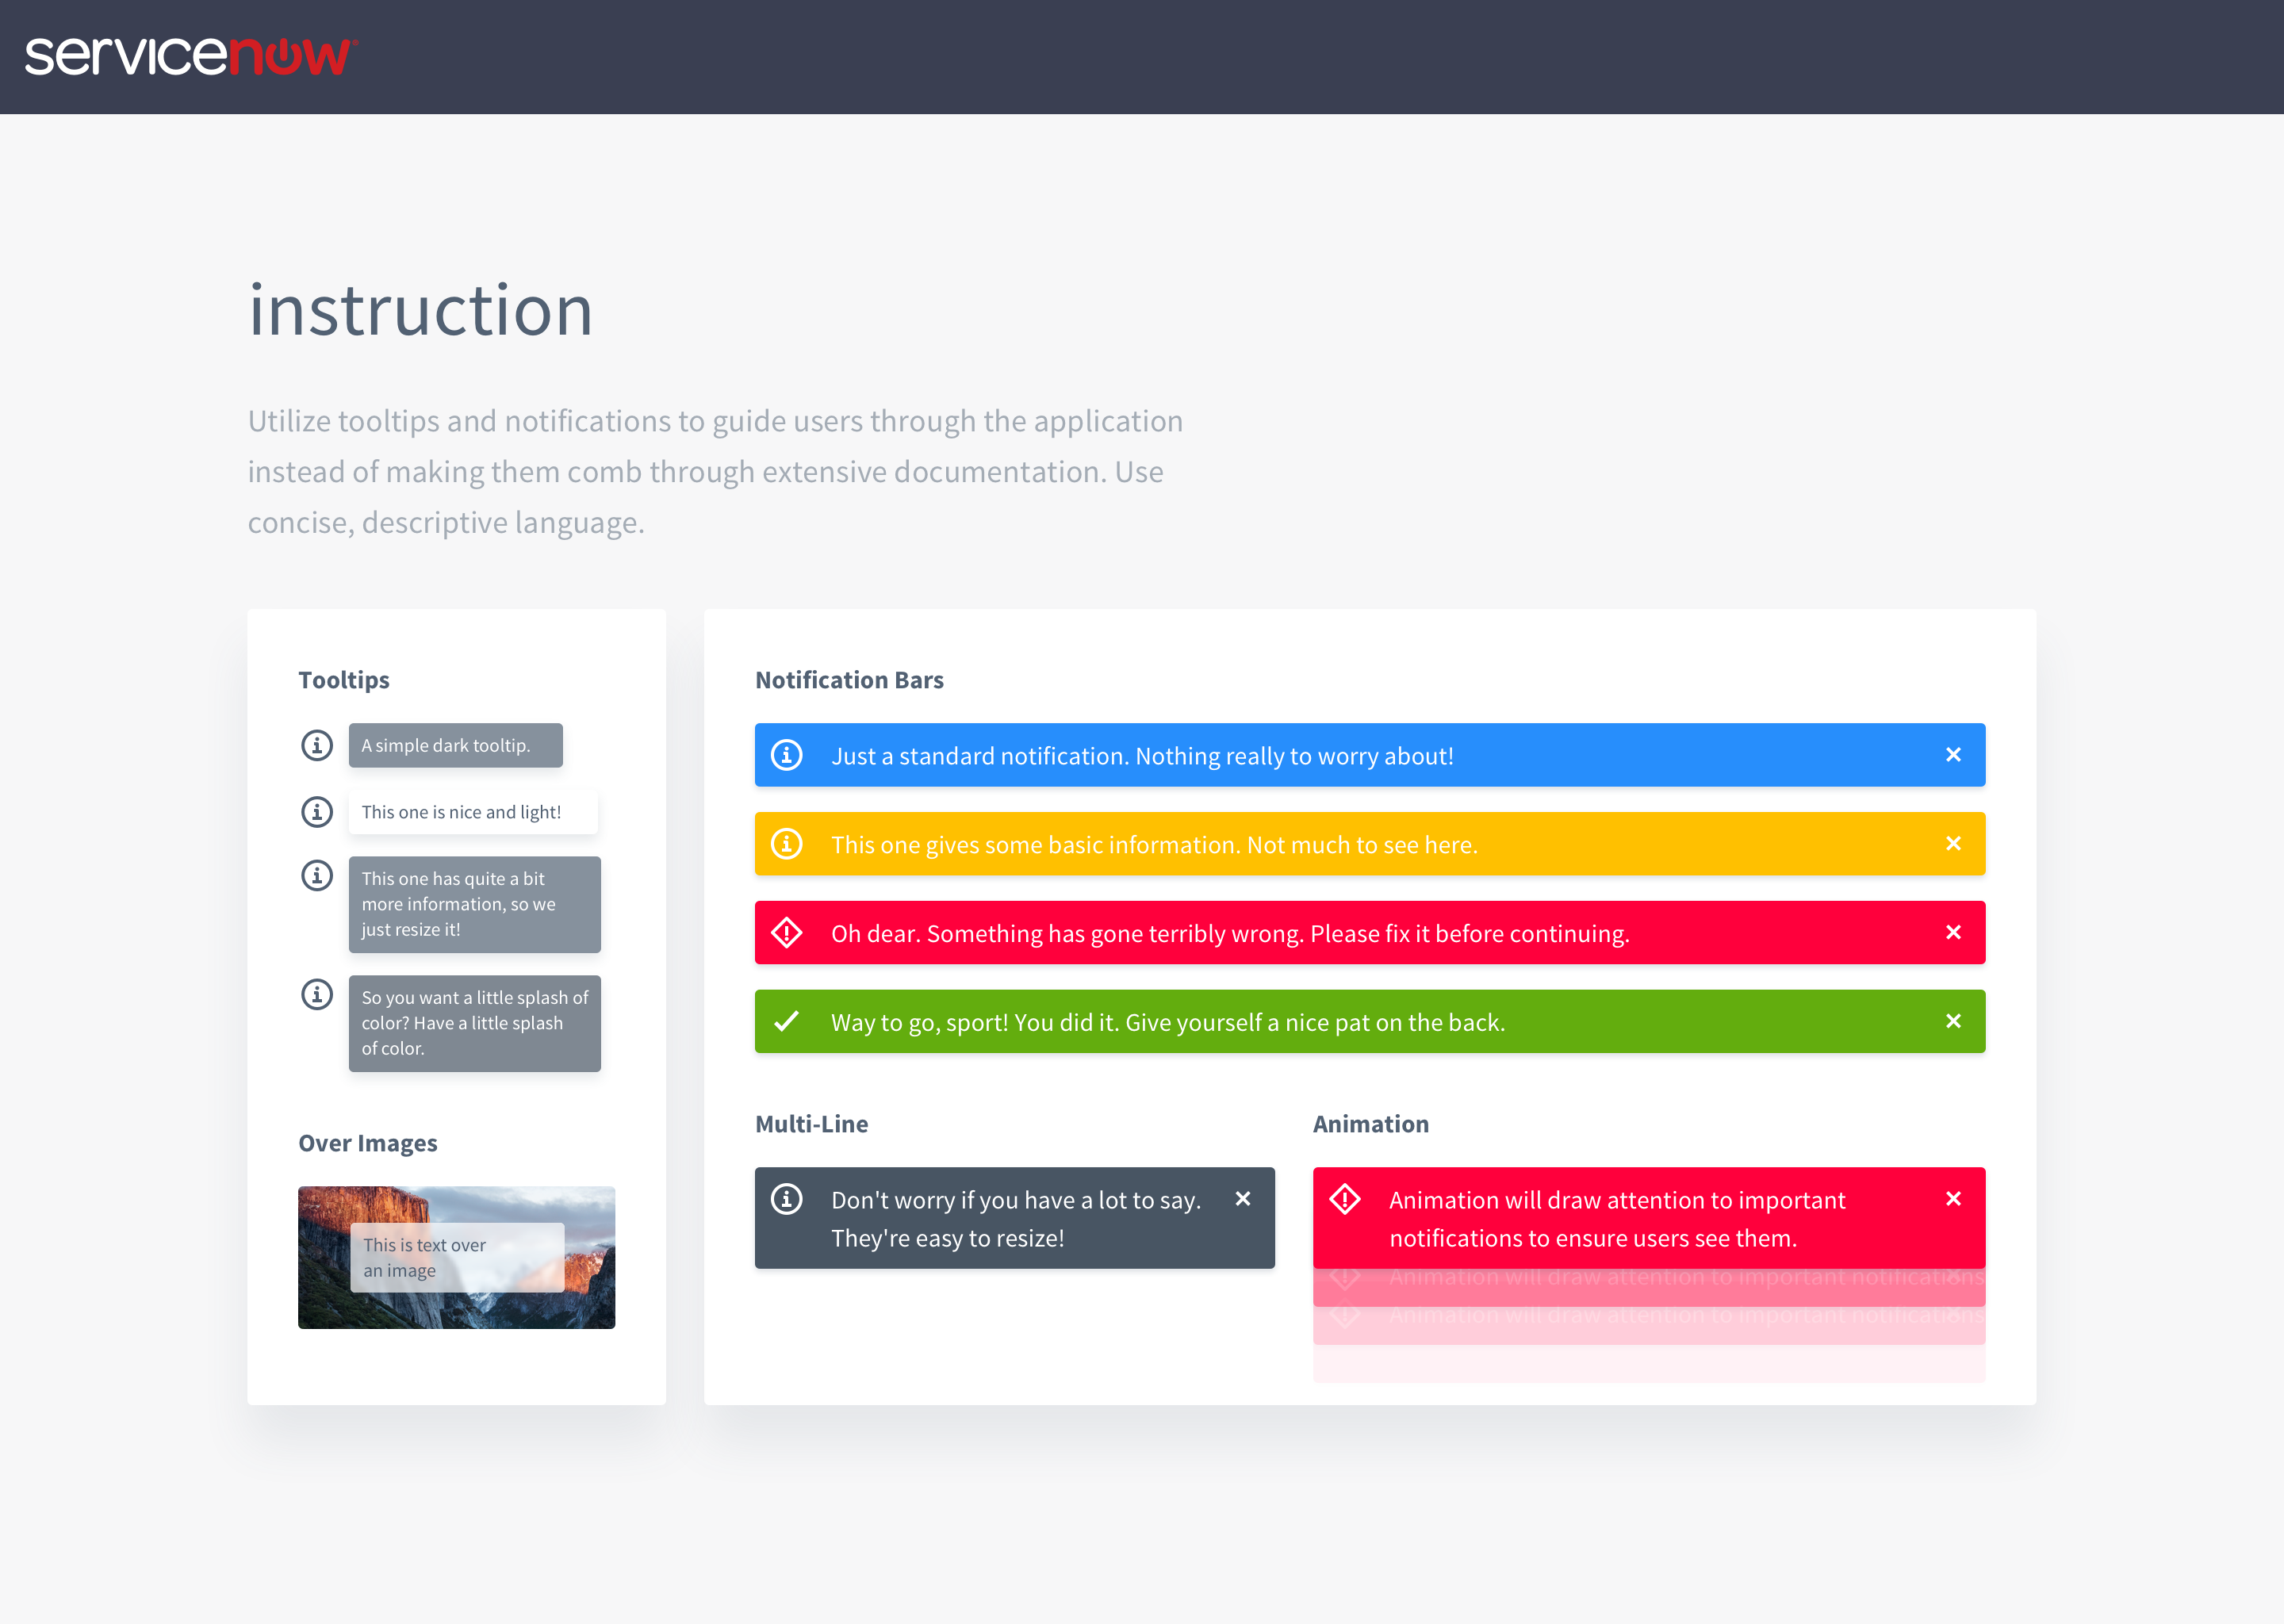 servicenow
instruction
Utilize tooltips and notifications to guide users through the application
instead of making them comb through extensive documentation. Use
concise, descriptive language.
Tooltips
A simple dark tooltip.
This one is nice and light!
This one has quite a bit
more information, so we
just resize it!
So you want a little splash of
color? Have a little splash
of color.
Over Images
This is text over
an image
Notification Bars
Just a standard notification. Nothing really to worry about!
This one gives some basic information. Not much to see here.
Oh dear. Something has gone terribly wrong. Please fix it before continuing.
Way to go, sport! You did it. Give yourself a nice pat on the back.
Multi-Line
Don't worry if you have a lot to say.
They're easy to resize!
Animation
Animation will draw attention to important
notifications to ensure users see them.
Animation will draw attention to important notifications
Animation will draw attention to important notifications